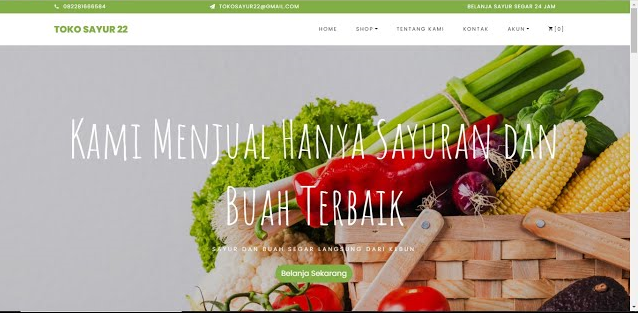 082281666584
TOKOSAYUR22@GMAIL.COM
BELANJA SAYUR SEGAR 24 JAM
TOKO SAYUR 22
HOME
SHOP
TENTANG KAMI
KONTAK
AKUN
[0]
Kami Menjual Hanya Sayuran dan
Buah Terbaik
SAYUR DAN BUAH SEGAR LANGSUNG DARI KEBUN
Belanja Sekarang